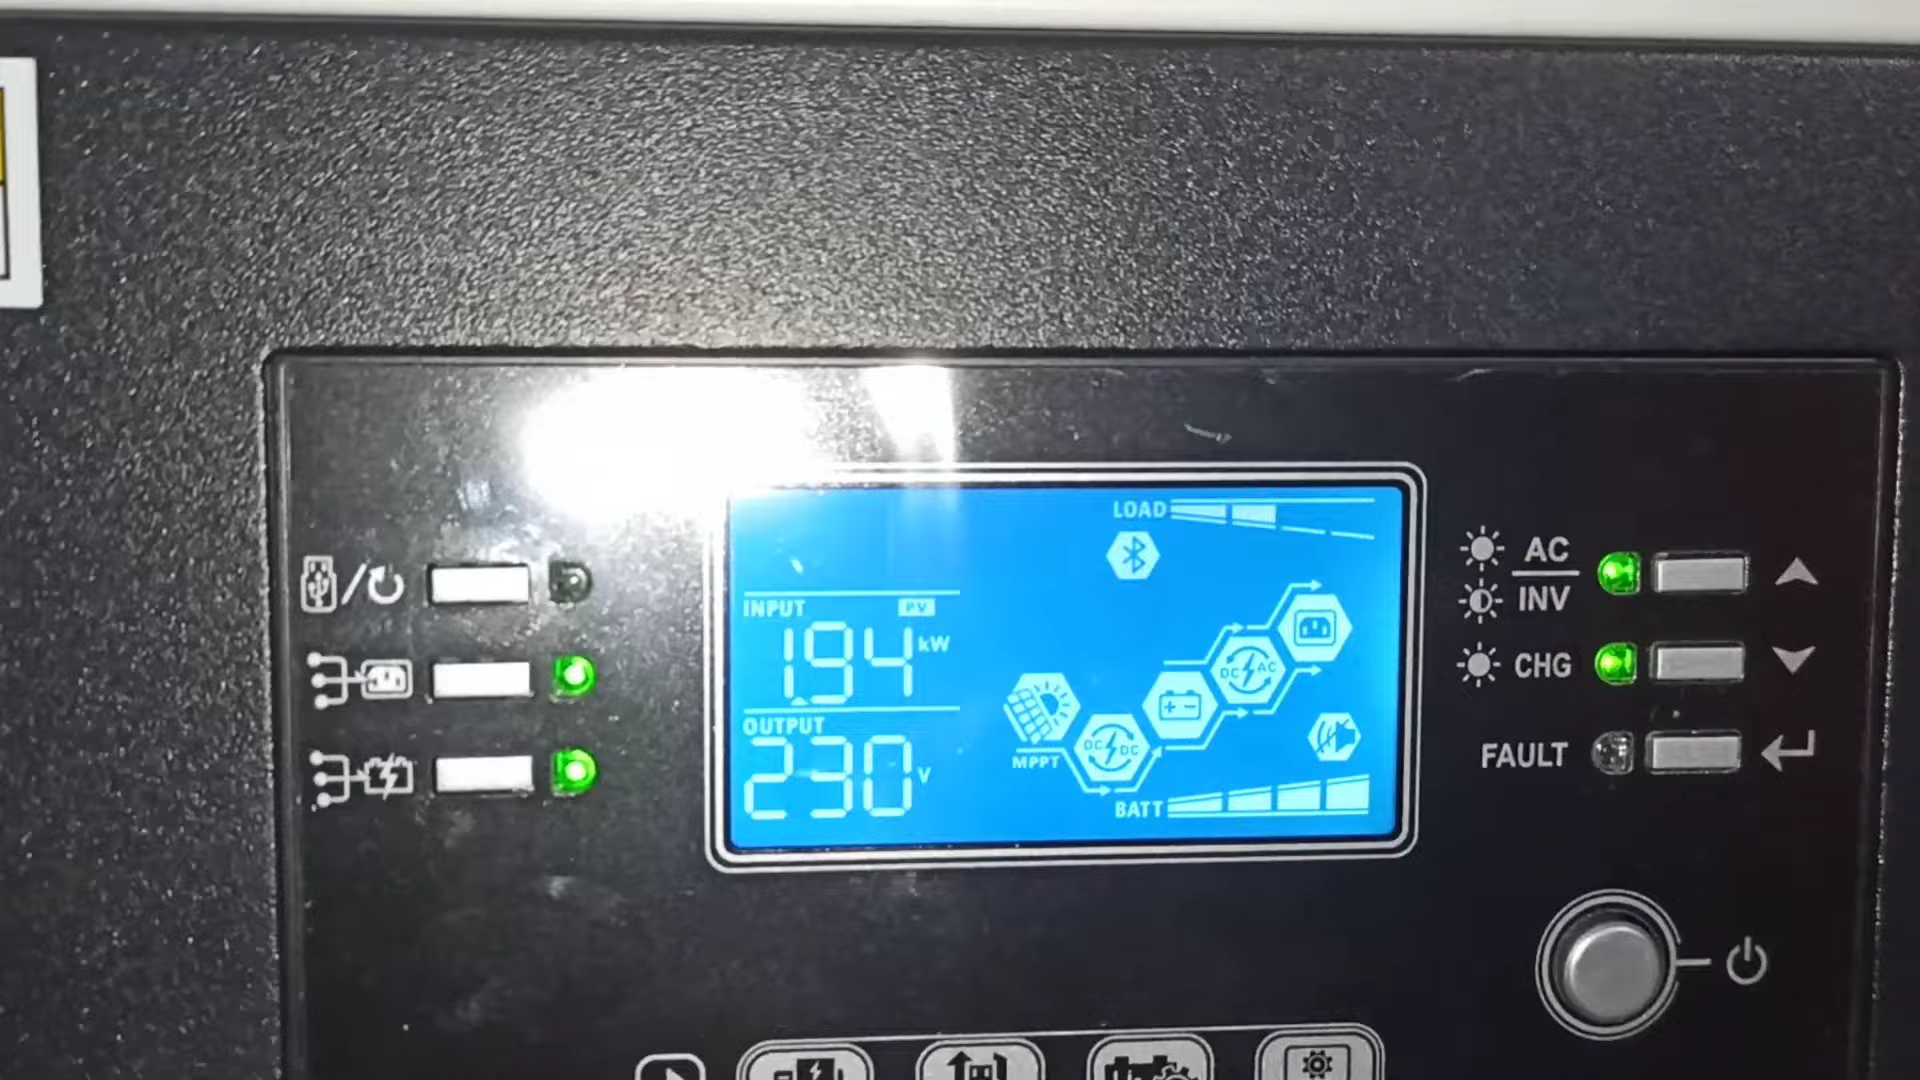 LOAD
INPUT PV
1.94 kW
OUTPUT
230 V
MPPT
DC DC
DC AC
BATT
AC
INV
CHG
FAULT